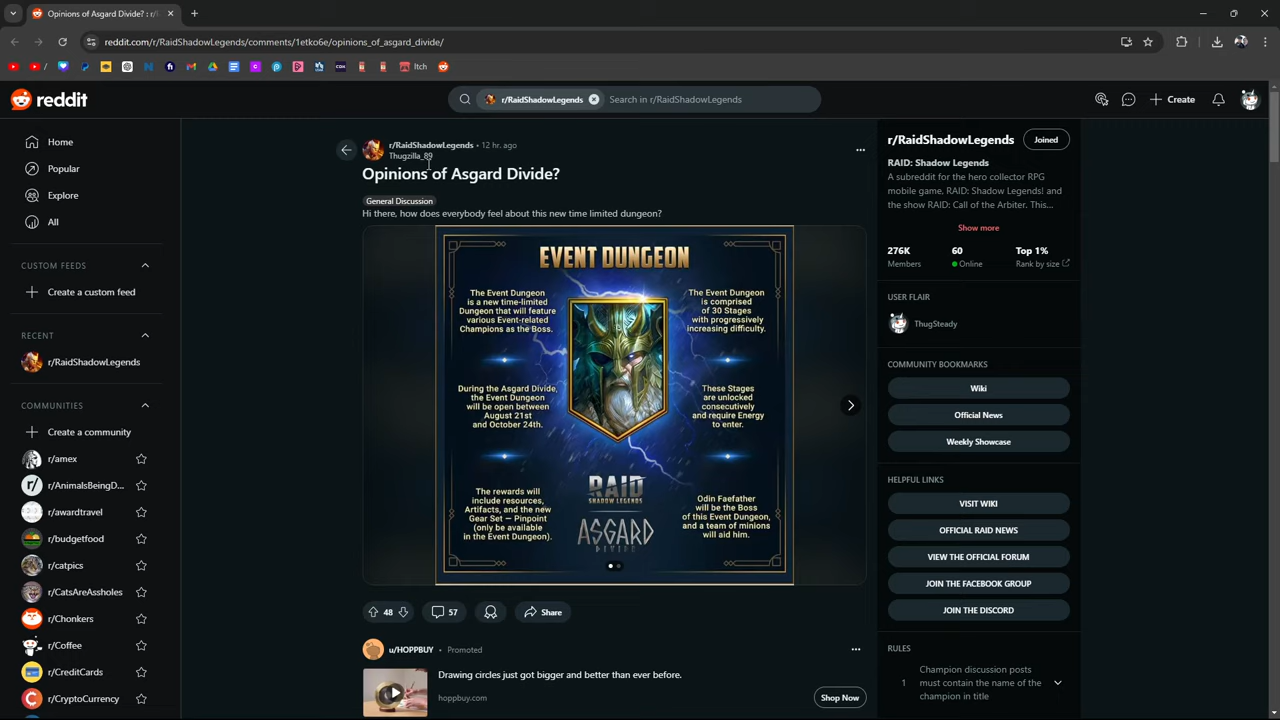 Opinions of Asgard Divide? : r/
reddit.com/r/RaidShadowLegends/comments/1etko6e/opinions_of_asgard_divide/
Itch
reddit
r/RaidShadowLegends
Search in r/RaidShadowLegends
Create
Home
Popular
Explore
All
CUSTOM FEEDS
Create a custom feed
RECENT
r/RaidShadowLegends
COMMUNITIES
Create a community
r/amex
r/AnimalsBeingD...
r/awardtravel
r/budgetfood
r/catpics
r/CatsAreAssholes
r/Chonkers
r/Coffee
r/CreditCards
r/CryptoCurrency
r/RaidShadowLegends • 12 hr. ago
Thugzilla_89
Opinions of Asgard Divide?
General Discussion
Hi there, how does everybody feel about this new time limited dungeon?
EVENT DUNGEON
The Event Dungeon
is a new time-limited
Dungeon that will feature
various Event-related
Champions as the Boss.
The Event Dungeon
is comprised
of 30 Stages
with progressively
increasing difficulty.
During the Asgard Divide,
the Event Dungeon
will be open between
August 21st
and October 24th.
These Stages
are unlocked
consecutively
and require Energy
to enter.
The rewards will
include resources,
Artifacts, and the new
Gear Set — Pinpoint
(only be available
in the Event Dungeon).
RAID
SHADOW LEGENDS
ASGARD
DIVIDE
Odin Faefather
will be the Boss
of this Event Dungeon,
and a team of minions
will aid him.
48
57
Share
u/HOPPBUY • Promoted
Drawing circles just got bigger and better than ever before.
hoppbuy.com
Shop Now
r/RaidShadowLegends
Joined
RAID: Shadow Legends
A subreddit for the hero collector RPG
mobile game, RAID: Shadow Legends! and
the show RAID: Call of the Arbiter. This...
Show more
276K
Members
60
Online
Top 1%
Rank by size
USER FLAIR
ThugSteady
COMMUNITY BOOKMARKS
Wiki
Official News
Weekly Showcase
HELPFUL LINKS
VISIT WIKI
OFFICIAL RAID NEWS
VIEW THE OFFICIAL FORUM
JOIN THE FACEBOOK GROUP
JOIN THE DISCORD
RULES
1
Champion discussion posts
must contain the name of the
champion in title